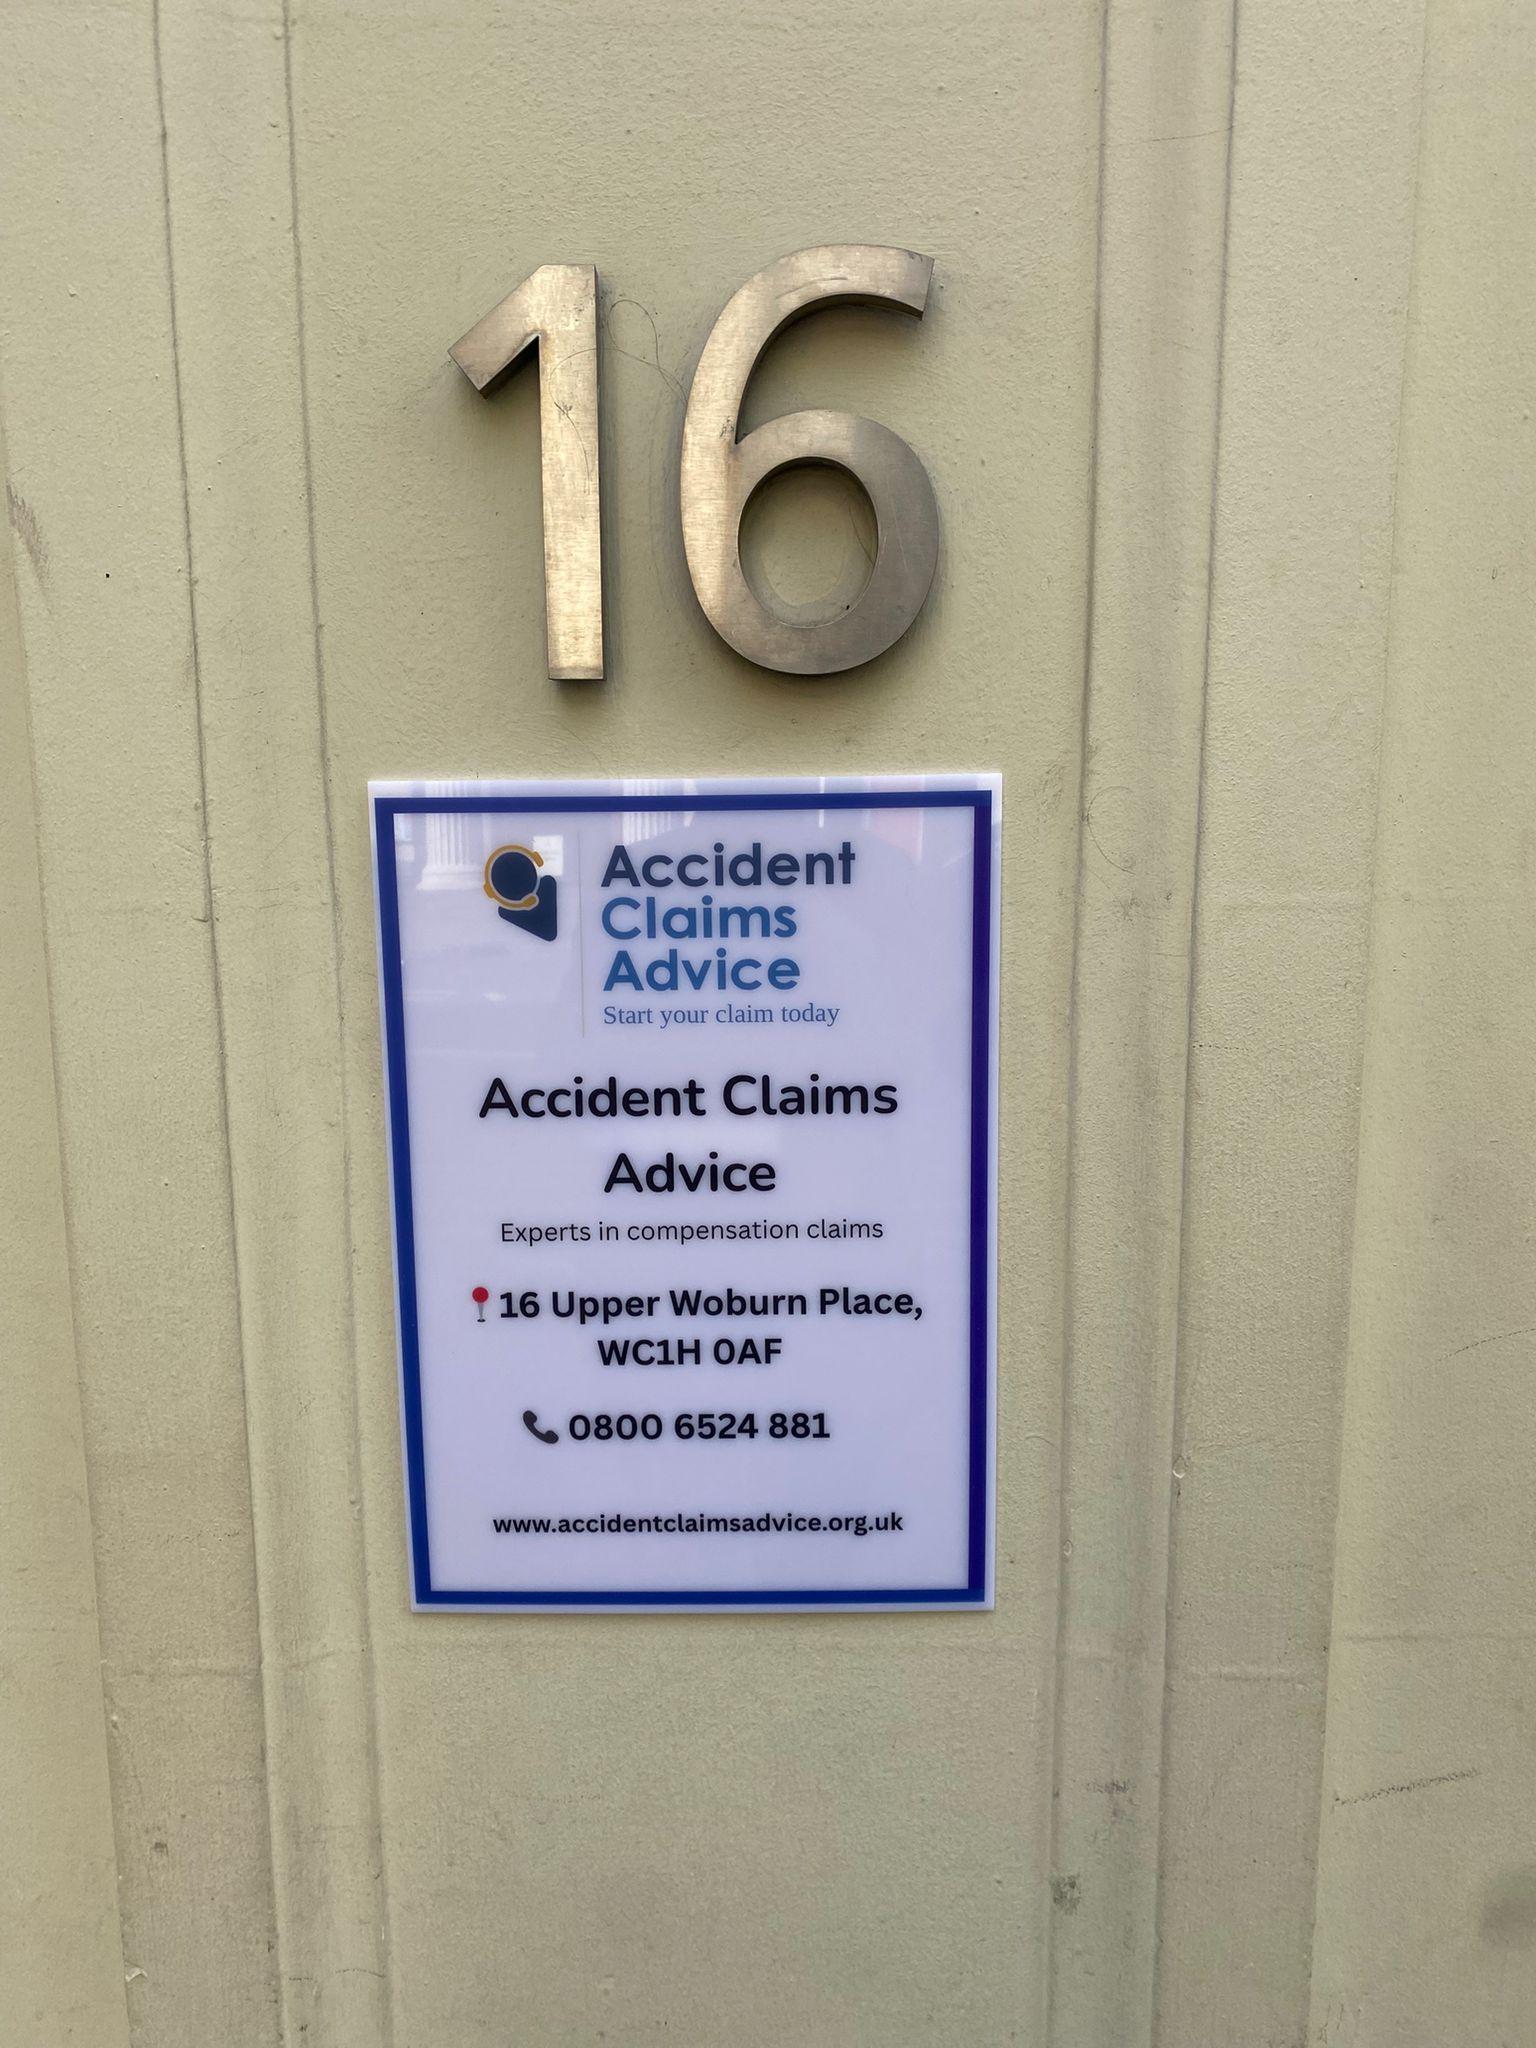 16
Accident
Claims
Advice
Start your claim today
Accident Claims
Advice
Experts in compensation claims
16 Upper Woburn Place,
WC1H 0AF
0800 6524 881
www.accidentclaimsadvice.org.uk